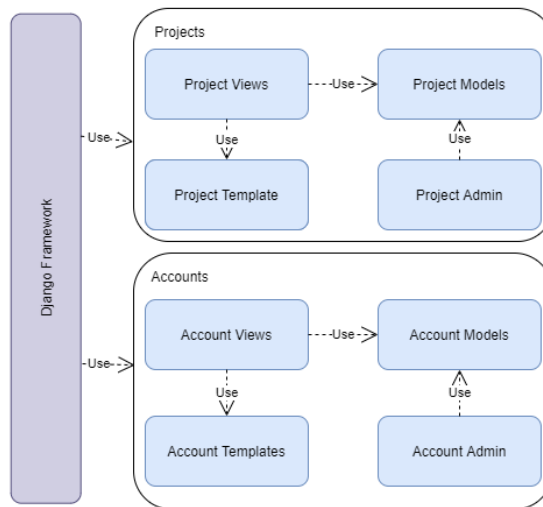 Django Framework
Use
Projects
Project Views
Use
Project Models
Use
Use
Project Template
Project Admin
Use
Accounts
Account Views
Use
Account Models
Use
Use
Account Templates
Account Admin